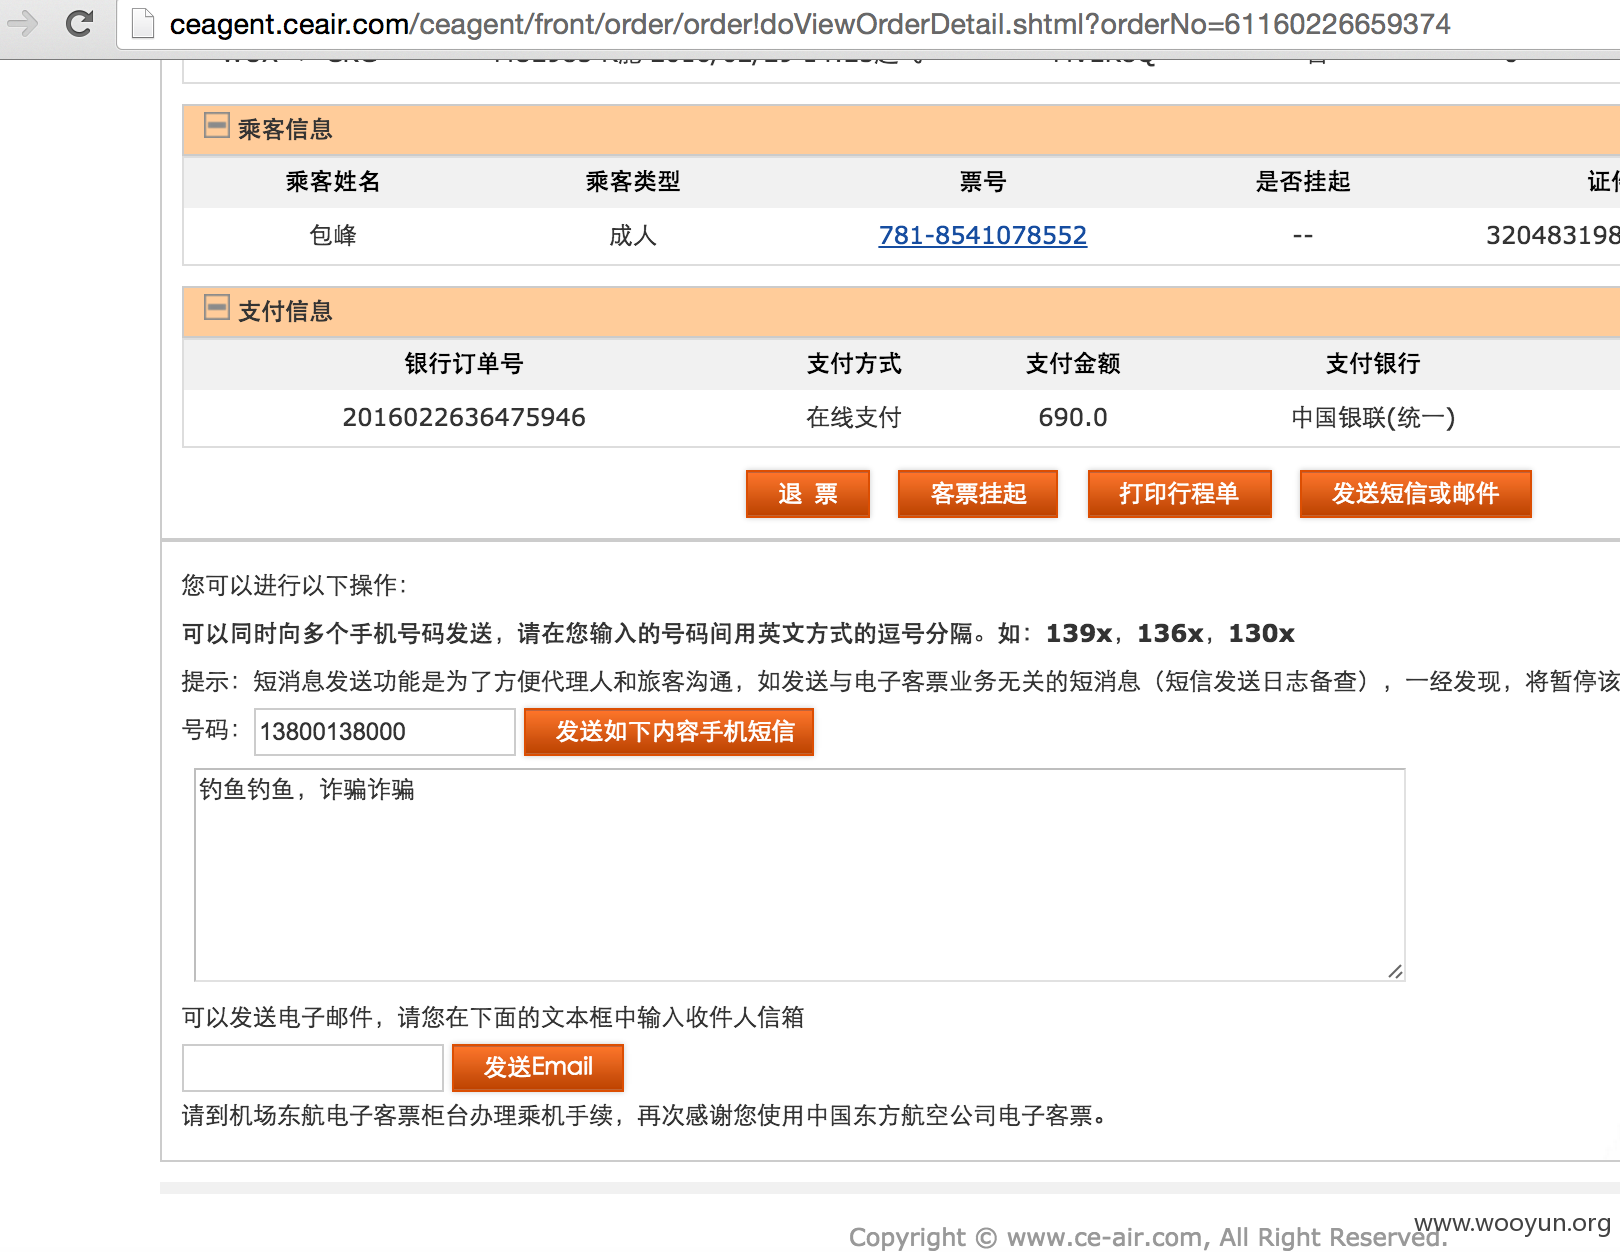 ceagent.ceair.com/ceagent/front/order/order!doViewOrderDetail.shtml?orderNo=61160226659374
乘客信息
乘客姓名 乘客类型 票号 是否挂起
包峰 成人 781-8541078552 -- 320483198
支付信息
银行订单号 支付方式 支付金额 支付银行
2016022636475946 在线支付 690.0 中国银联(统一)
退 票 客票挂起 打印行程单 发送短信或邮件
您可以进行以下操作：
可以同时向多个手机号码发送，请在您输入的号码间用英文方式的逗号分隔。如：139x，136x，130x
提示：短消息发送功能是为了方便代理人和旅客沟通，如发送与电子客票业务无关的短消息（短信发送日志备查），一经发现，将暂停该
号码： 13800138000 发送如下内容手机短信
钓鱼钓鱼，诈骗诈骗
可以发送电子邮件，请您在下面的文本框中输入收件人信箱
发送Email
请到机场东航电子客票柜台办理乘机手续，再次感谢您使用中国东方航空公司电子客票。
Copyright © www.ce-air.com, All Right Reserved.
www.wooyun.org